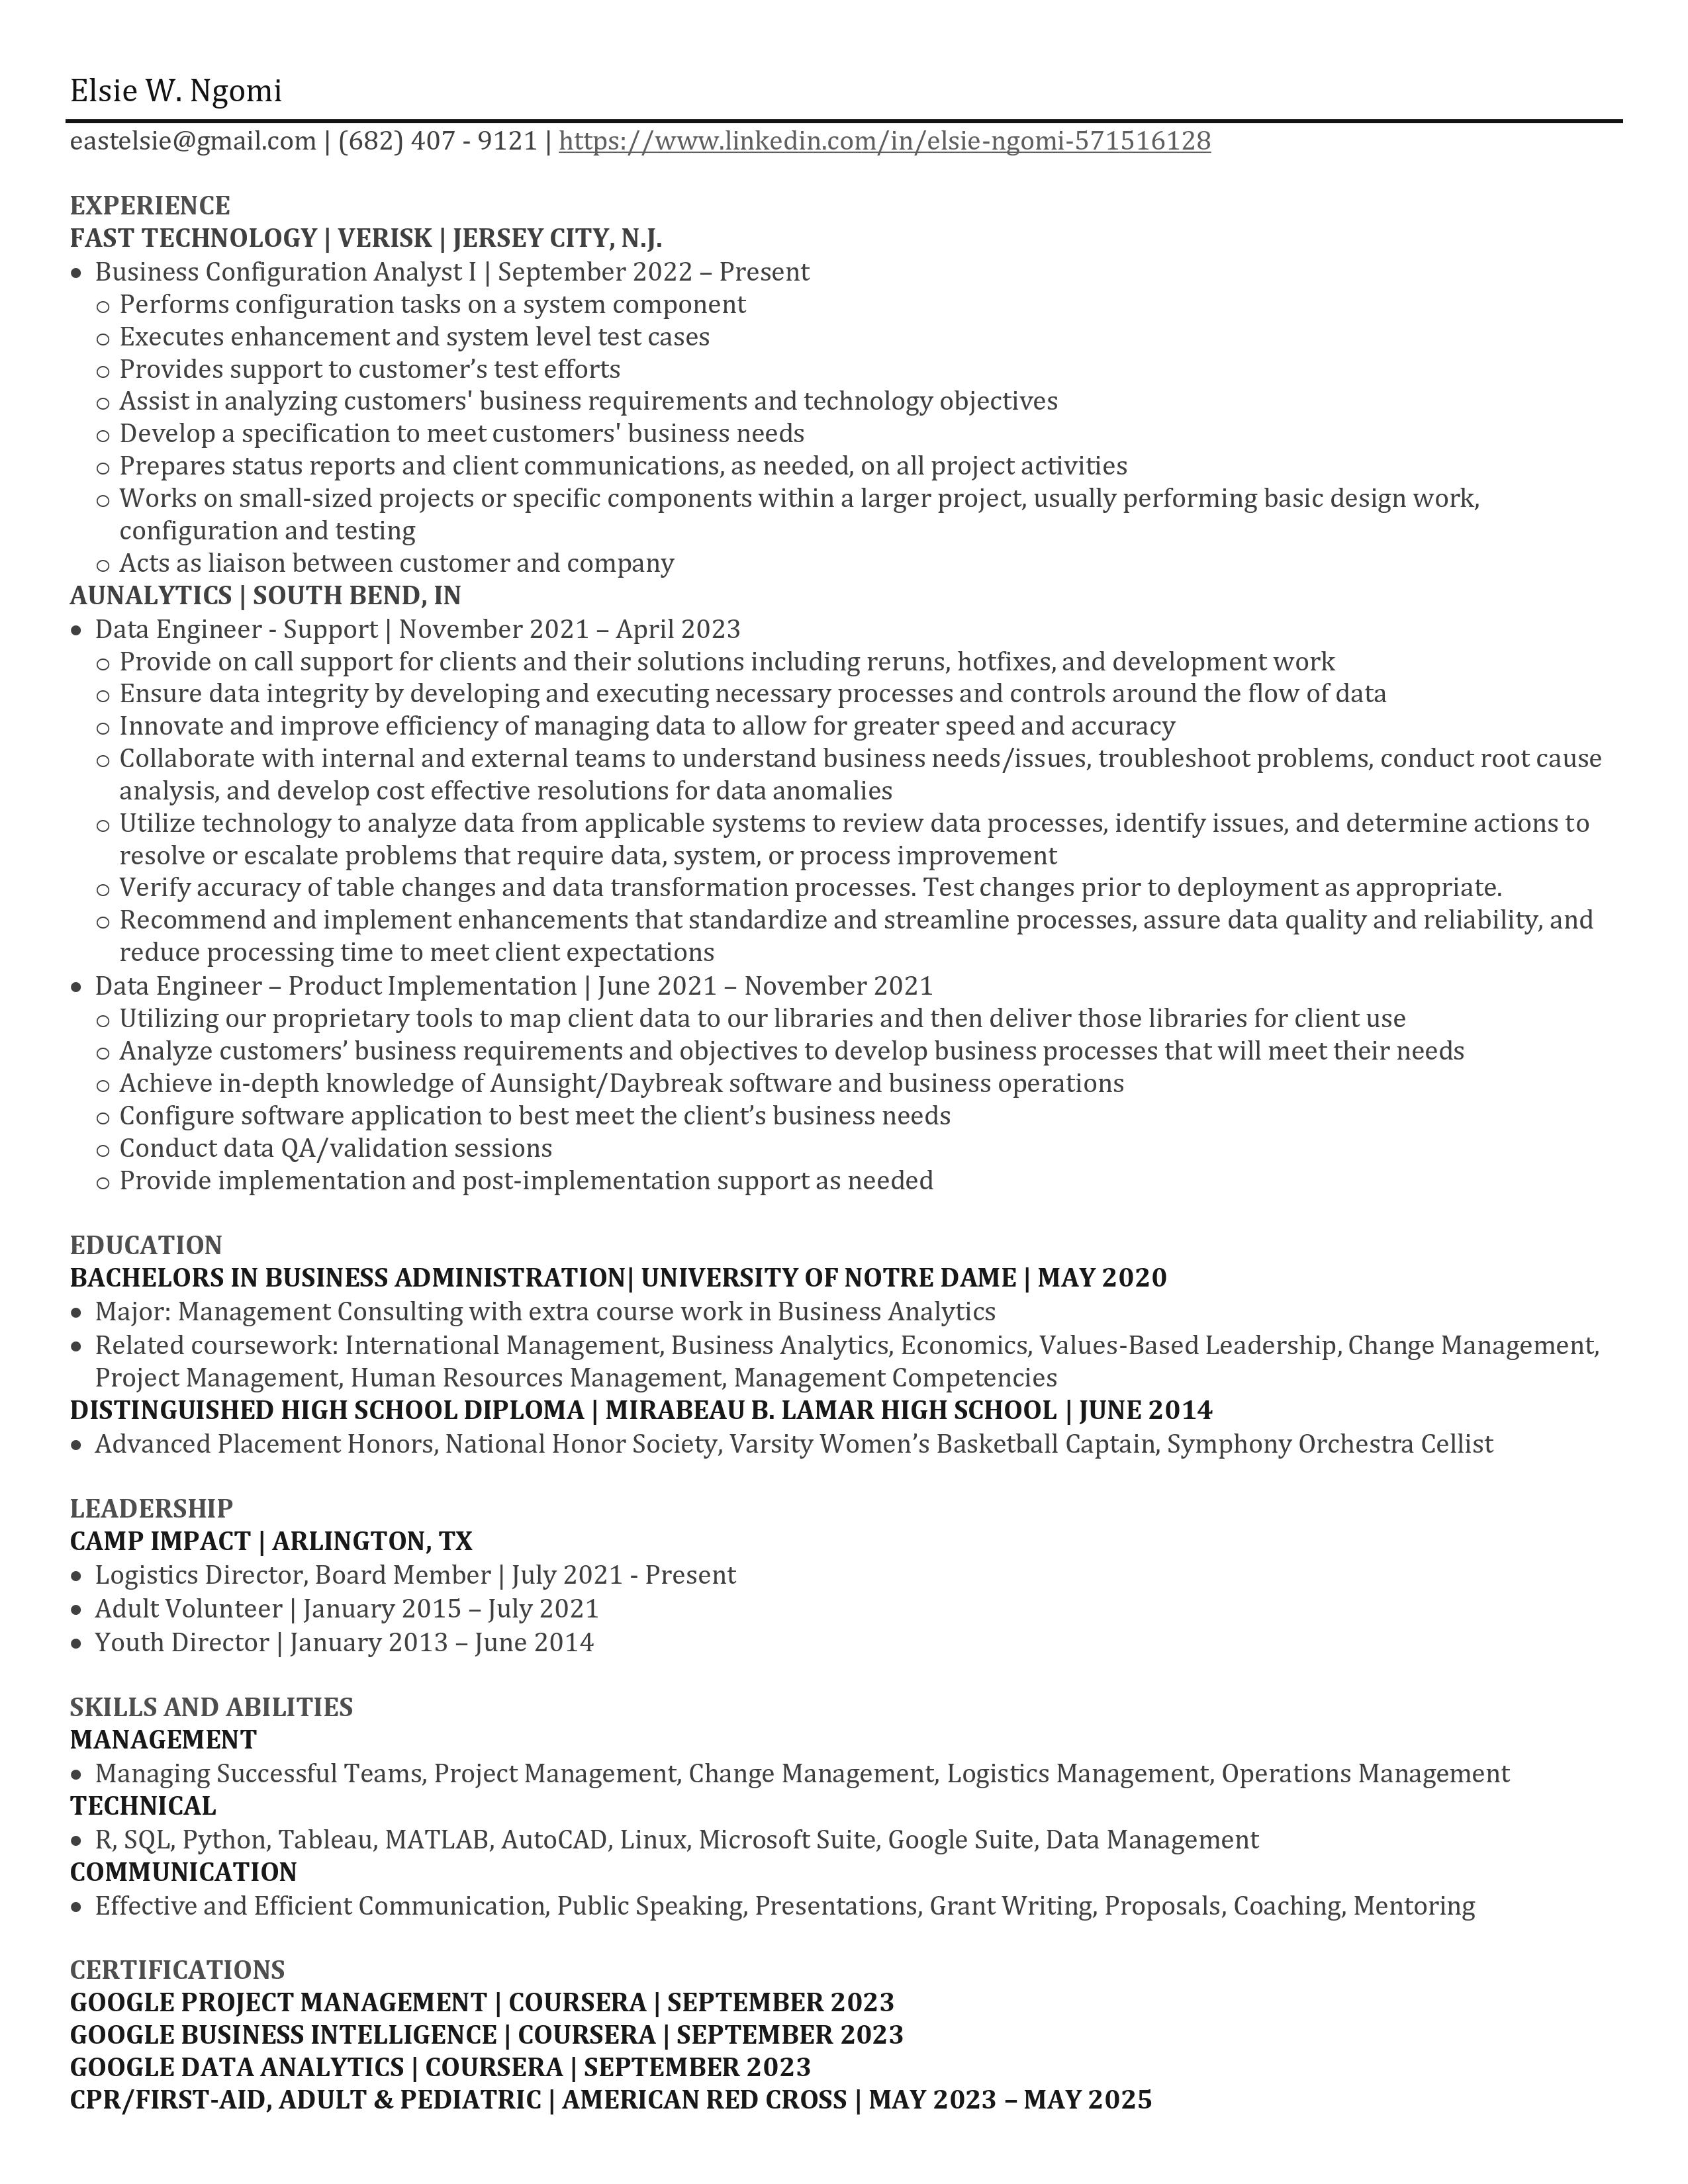 Elsie W. Ngomi
eastelsie@gmail.com | (682) 407 - 9121 | https://www.linkedin.com/in/elsie-ngomi-571516128
EXPERIENCE
FAST TECHNOLOGY | VERISK | JERSEY CITY, N.J.
• Business Configuration Analyst I | September 2022 – Present
o Performs configuration tasks on a system component
o Executes enhancement and system level test cases
o Provides support to customer’s test efforts
o Assist in analyzing customers' business requirements and technology objectives
o Develop a specification to meet customers' business needs
o Prepares status reports and client communications, as needed, on all project activities
o Works on small-sized projects or specific components within a larger project, usually performing basic design work,
configuration and testing
o Acts as liaison between customer and company
AUNALYTICS | SOUTH BEND, IN
• Data Engineer - Support | November 2021 – April 2023
o Provide on call support for clients and their solutions including reruns, hotfixes, and development work
o Ensure data integrity by developing and executing necessary processes and controls around the flow of data
o Innovate and improve efficiency of managing data to allow for greater speed and accuracy
o Collaborate with internal and external teams to understand business needs/issues, troubleshoot problems, conduct root cause
analysis, and develop cost effective resolutions for data anomalies
o Utilize technology to analyze data from applicable systems to review data processes, identify issues, and determine actions to
resolve or escalate problems that require data, system, or process improvement
o Verify accuracy of table changes and data transformation processes. Test changes prior to deployment as appropriate.
o Recommend and implement enhancements that standardize and streamline processes, assure data quality and reliability, and
reduce processing time to meet client expectations
• Data Engineer – Product Implementation | June 2021 – November 2021
o Utilizing our proprietary tools to map client data to our libraries and then deliver those libraries for client use
o Analyze customers’ business requirements and objectives to develop business processes that will meet their needs
o Achieve in-depth knowledge of Aunsight/Daybreak software and business operations
o Configure software application to best meet the client’s business needs
o Conduct data QA/validation sessions
o Provide implementation and post-implementation support as needed
EDUCATION
BACHELORS IN BUSINESS ADMINISTRATION| UNIVERSITY OF NOTRE DAME | MAY 2020
• Major: Management Consulting with extra course work in Business Analytics
• Related coursework: International Management, Business Analytics, Economics, Values-Based Leadership, Change Management,
Project Management, Human Resources Management, Management Competencies
DISTINGUISHED HIGH SCHOOL DIPLOMA | MIRABEAU B. LAMAR HIGH SCHOOL | JUNE 2014
• Advanced Placement Honors, National Honor Society, Varsity Women’s Basketball Captain, Symphony Orchestra Cellist
LEADERSHIP
CAMP IMPACT | ARLINGTON, TX
• Logistics Director, Board Member | July 2021 - Present
• Adult Volunteer | January 2015 – July 2021
• Youth Director | January 2013 – June 2014
SKILLS AND ABILITIES
MANAGEMENT
• Managing Successful Teams, Project Management, Change Management, Logistics Management, Operations Management
TECHNICAL
• R, SQL, Python, Tableau, MATLAB, AutoCAD, Linux, Microsoft Suite, Google Suite, Data Management
COMMUNICATION
• Effective and Efficient Communication, Public Speaking, Presentations, Grant Writing, Proposals, Coaching, Mentoring
CERTIFICATIONS
GOOGLE PROJECT MANAGEMENT | COURSERA | SEPTEMBER 2023
GOOGLE BUSINESS INTELLIGENCE | COURSERA | SEPTEMBER 2023
GOOGLE DATA ANALYTICS | COURSERA | SEPTEMBER 2023
CPR/FIRST-AID, ADULT & PEDIATRIC | AMERICAN RED CROSS | MAY 2023 – MAY 2025